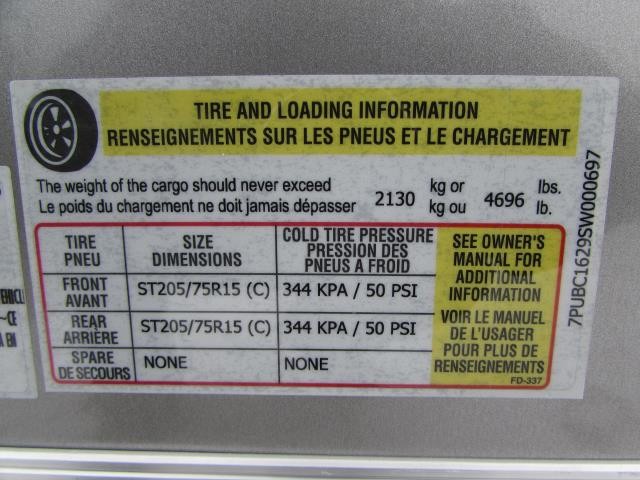 TIRE AND LOADING INFORMATION
RENSEIGNEMENTS SUR LES PNEUS ET LE CHARGEMENT
The weight of the cargo should never exceed 2130 kg or 4696 lbs.
Le poids du chargement ne doit jamais dépasser kg ou lb.
TIRE
PNEU
SIZE
DIMENSIONS
COLD TIRE PRESSURE
PRESSION DES
PNEUS A FROID
FRONT
AVANT
ST205/75R15 (C)
344 KPA / 50 PSI
REAR
ARRIÈRE
ST205/75R15 (C)
344 KPA / 50 PSI
SPARE
DE SECOURS
NONE
NONE
SEE OWNER'S
MANUAL FOR
ADDITIONAL
INFORMATION
VOIR LE MANUEL
DE L'USAGER
POUR PLUS DE
RENSEIGNEMENTS
FD-337
7PUBC1629SW000697